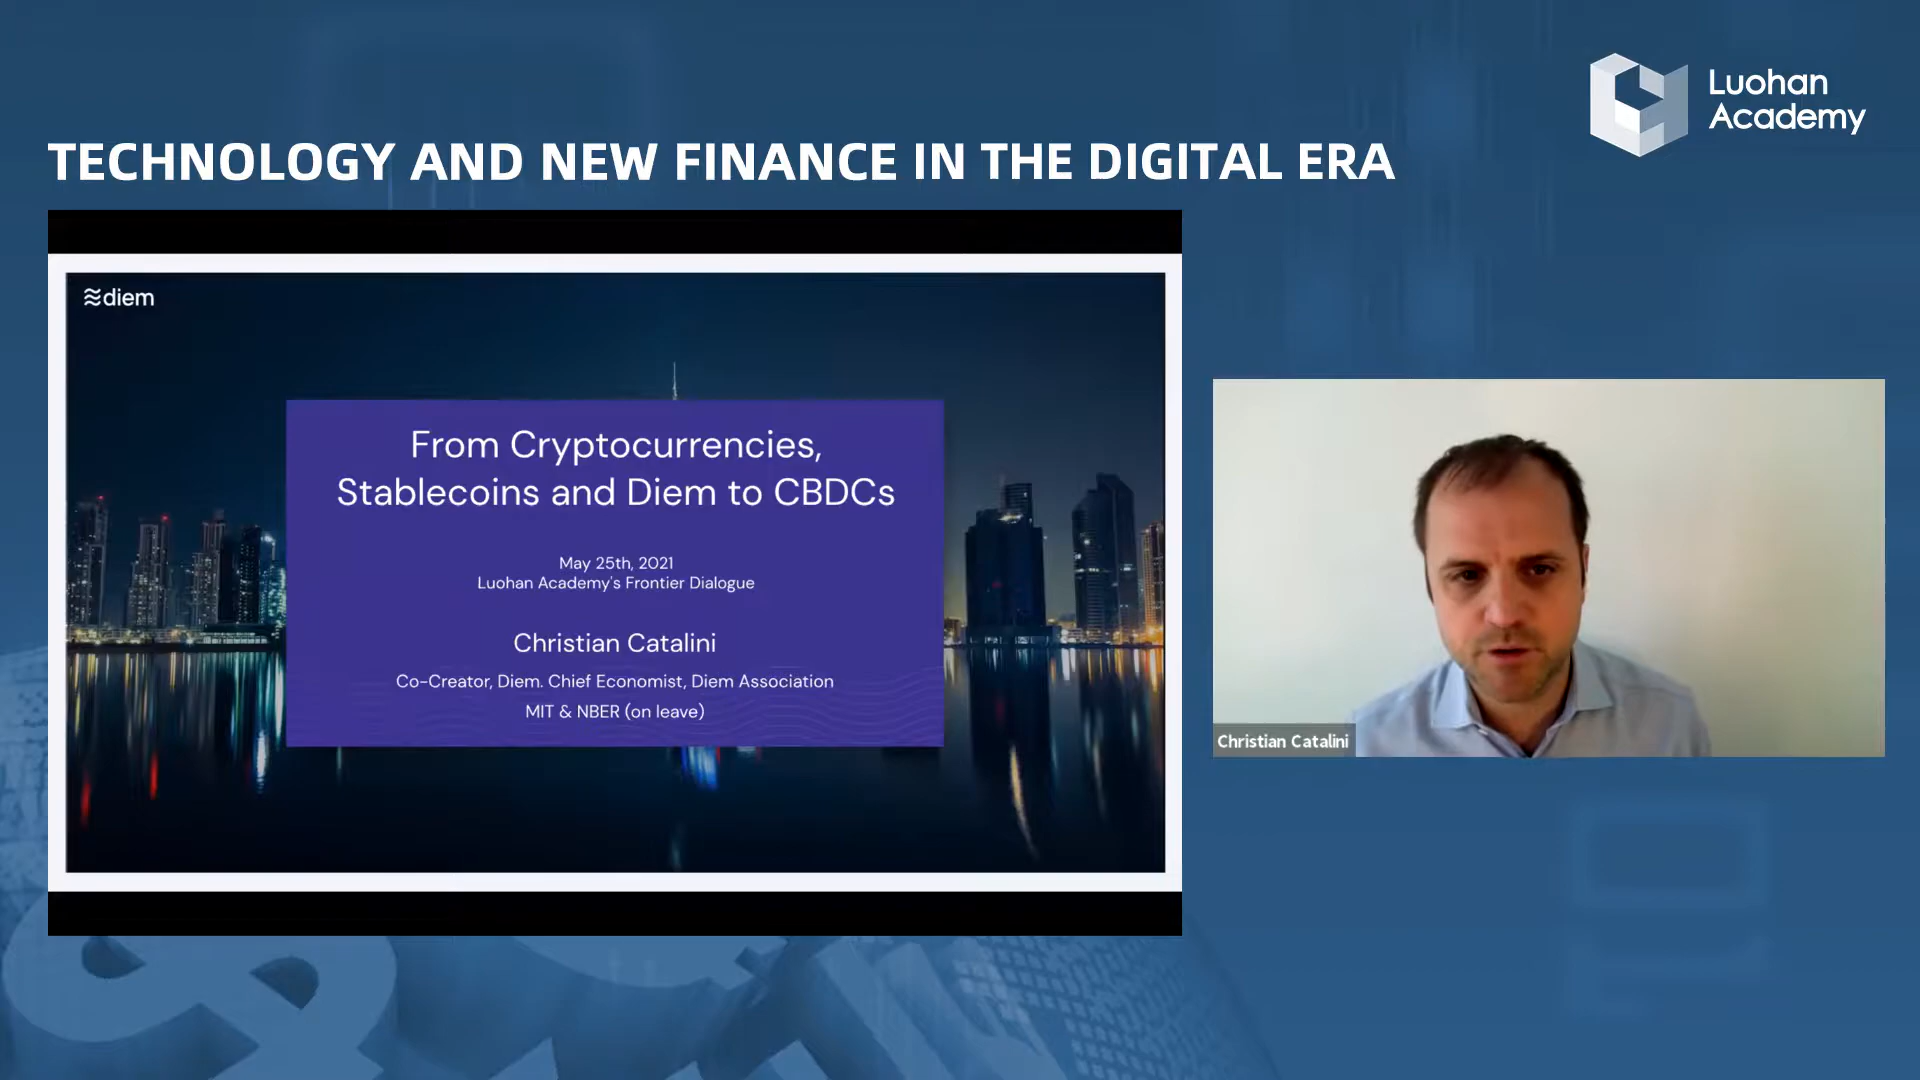 Luohan
Academy
TECHNOLOGY AND NEW FINANCE IN THE DIGITAL ERA
diem
From Cryptocurrencies,
Stablecoins and Diem to CBDCs
May 25th, 2021
Luohan Academy's Frontier Dialogue
Christian Catalini
Co-Creator, Diem. Chief Economist, Diem Association
MIT & NBER (on leave)
Christian Catalini